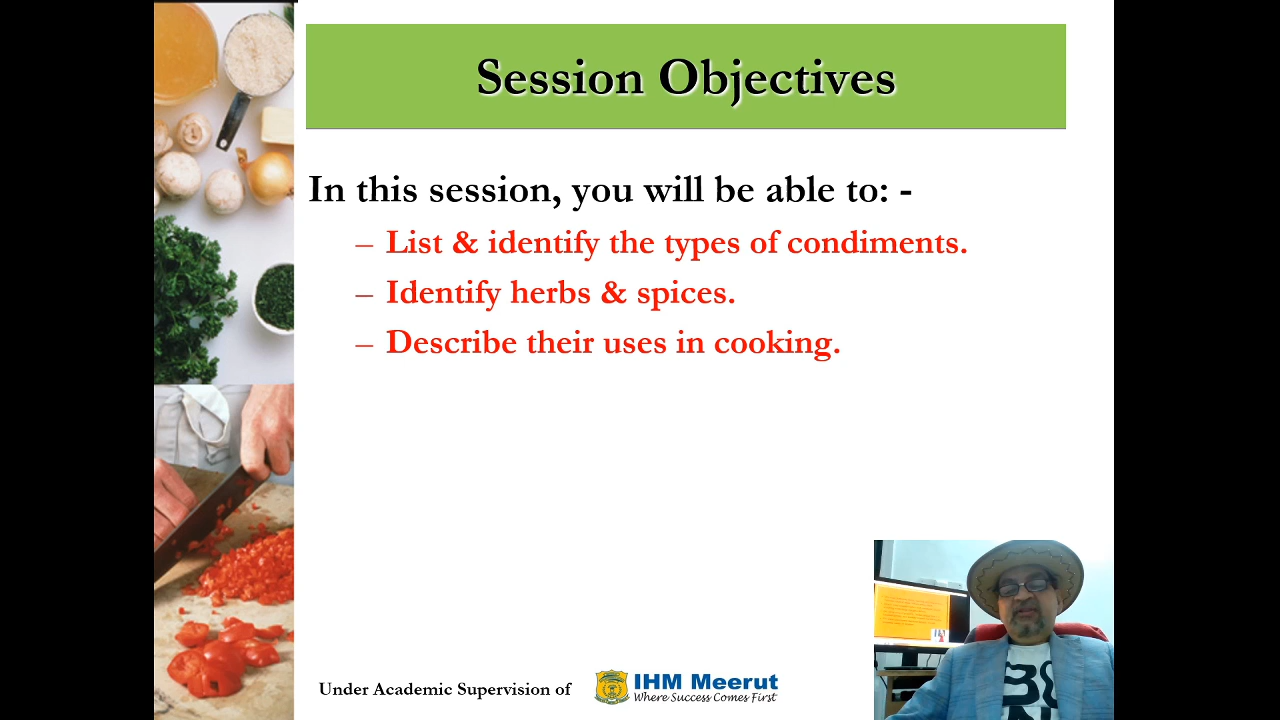 Session Objectives
In this session, you will be able to: -
– List & identify the types of condiments.
– Identify herbs & spices.
– Describe their uses in cooking.
Under Academic Supervision of
IHM Meerut
Where Success Comes First